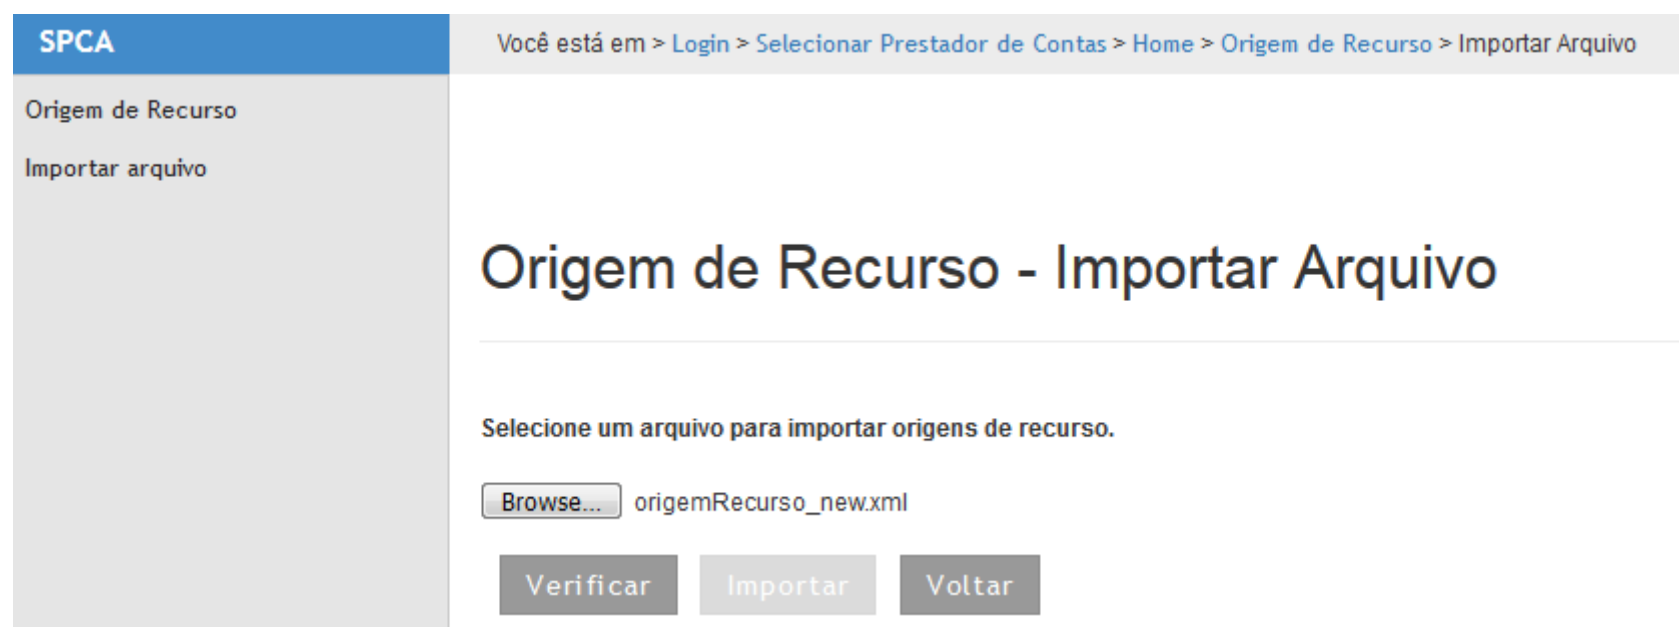 SPCA
Você está em > Login > Selecionar Prestador de Contas > Home > Origem de Recurso > Importar Arquivo
Origem de Recurso
Importar arquivo
Origem de Recurso - Importar Arquivo
Selecione um arquivo para importar origens de recurso.
Browse... origemRecurso_new.xml
Verificar Importar Voltar